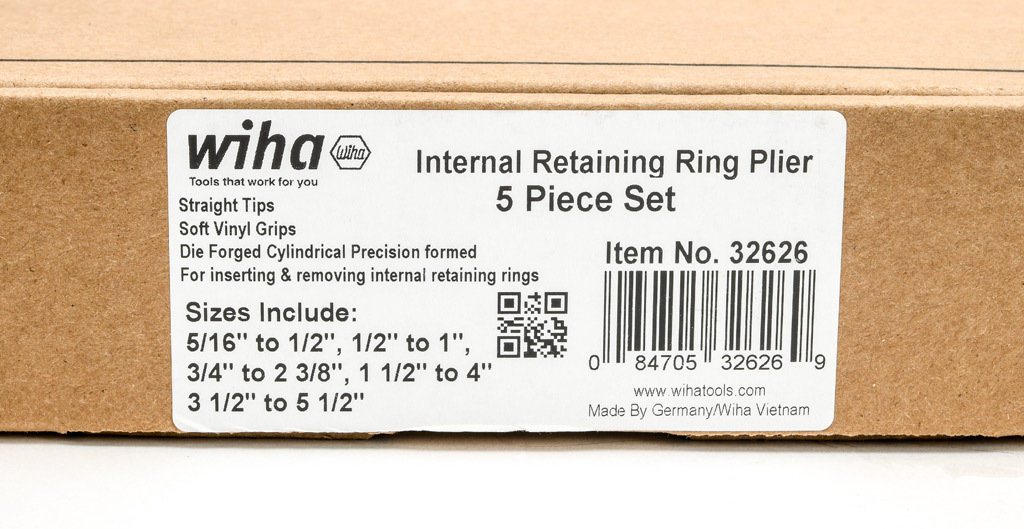 wiha wiha
Tools that work for you
Internal Retaining Ring Plier
5 Piece Set
Straight Tips
Soft Vinyl Grips
Die Forged Cylindrical Precision formed
For inserting & removing internal retaining rings
Sizes Include:
5/16" to 1/2", 1/2" to 1",
3/4" to 2 3/8", 1 1/2" to 4"
3 1/2" to 5 1/2"
Item No. 32626
0 84705 32626 9
www.wihatools.com
Made By Germany/Wiha Vietnam